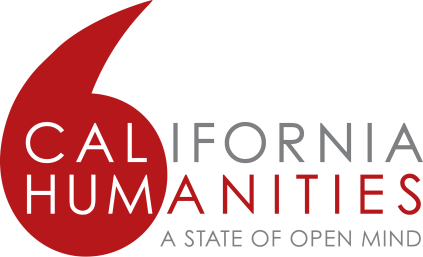 CALIFORNIA
HUMANITIES
A STATE OF OPEN MIND